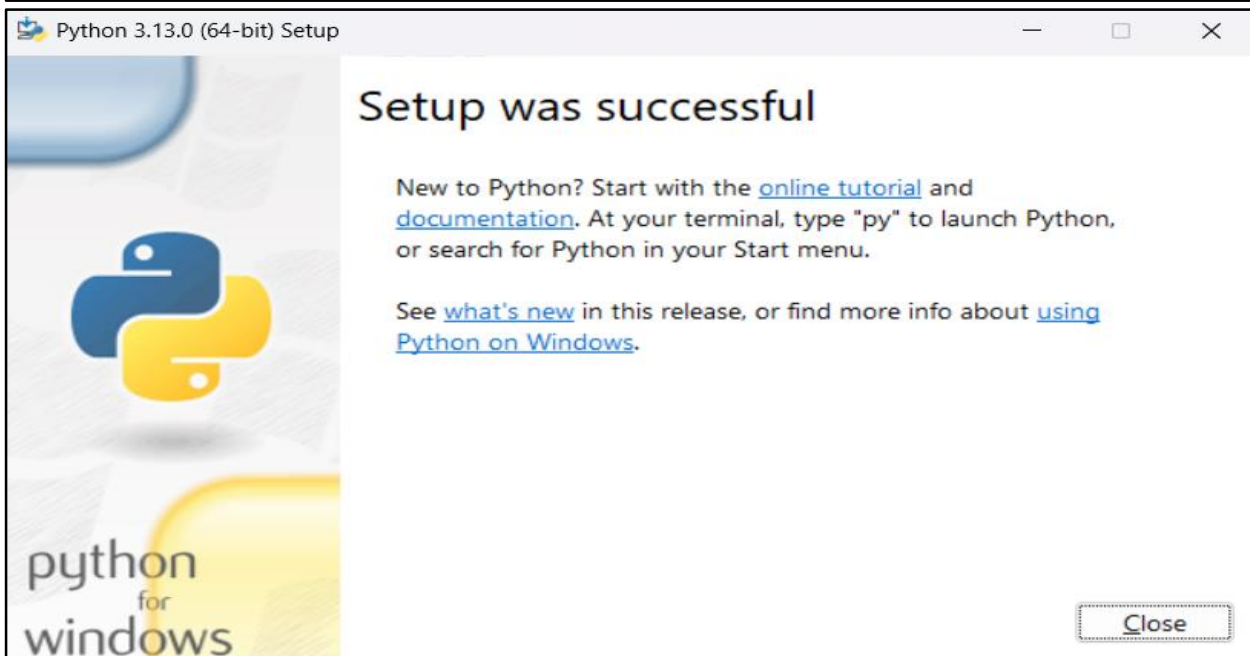 Python 3.13.0 (64-bit) Setup
Setup was successful
New to Python? Start with the online tutorial and
documentation. At your terminal, type "py" to launch Python,
or search for Python in your Start menu.
See what's new in this release, or find more info about using
Python on Windows.
python
for
windows
Close